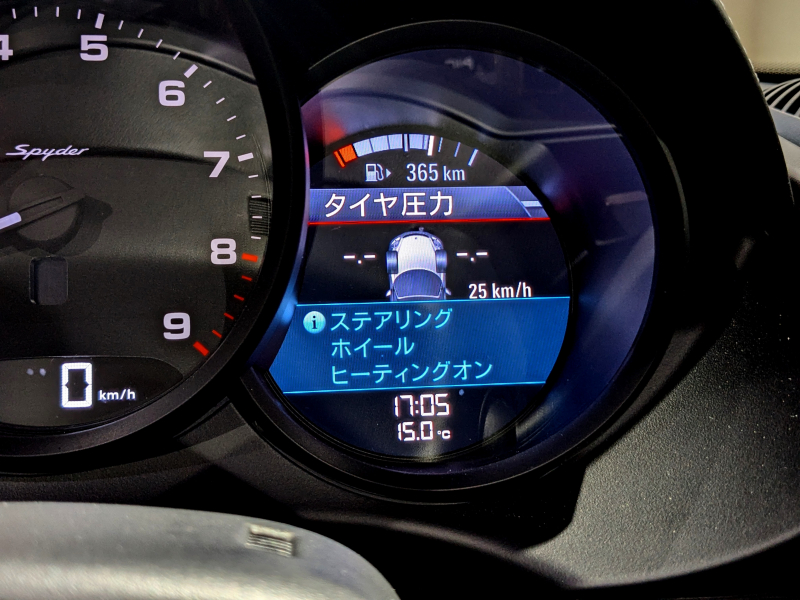 4
5
6
7
8
9
Spyder
0 km/h
365 km
タイヤ圧力
-.- -.-
25 km/h
i ステアリング
ホイール
ヒーティングオン
17:05
15.0 °C